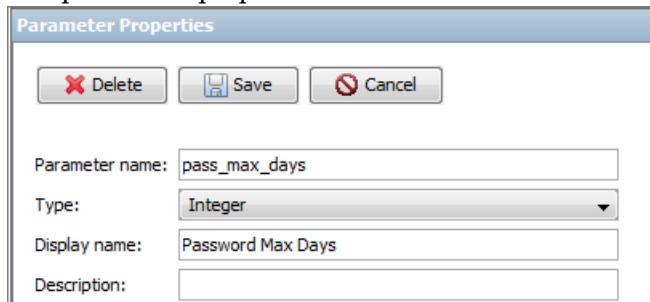 Parameter Properties
Delete Save Cancel
Parameter name: pass_max_days
Type: Integer
Display name: Password Max Days
Description: